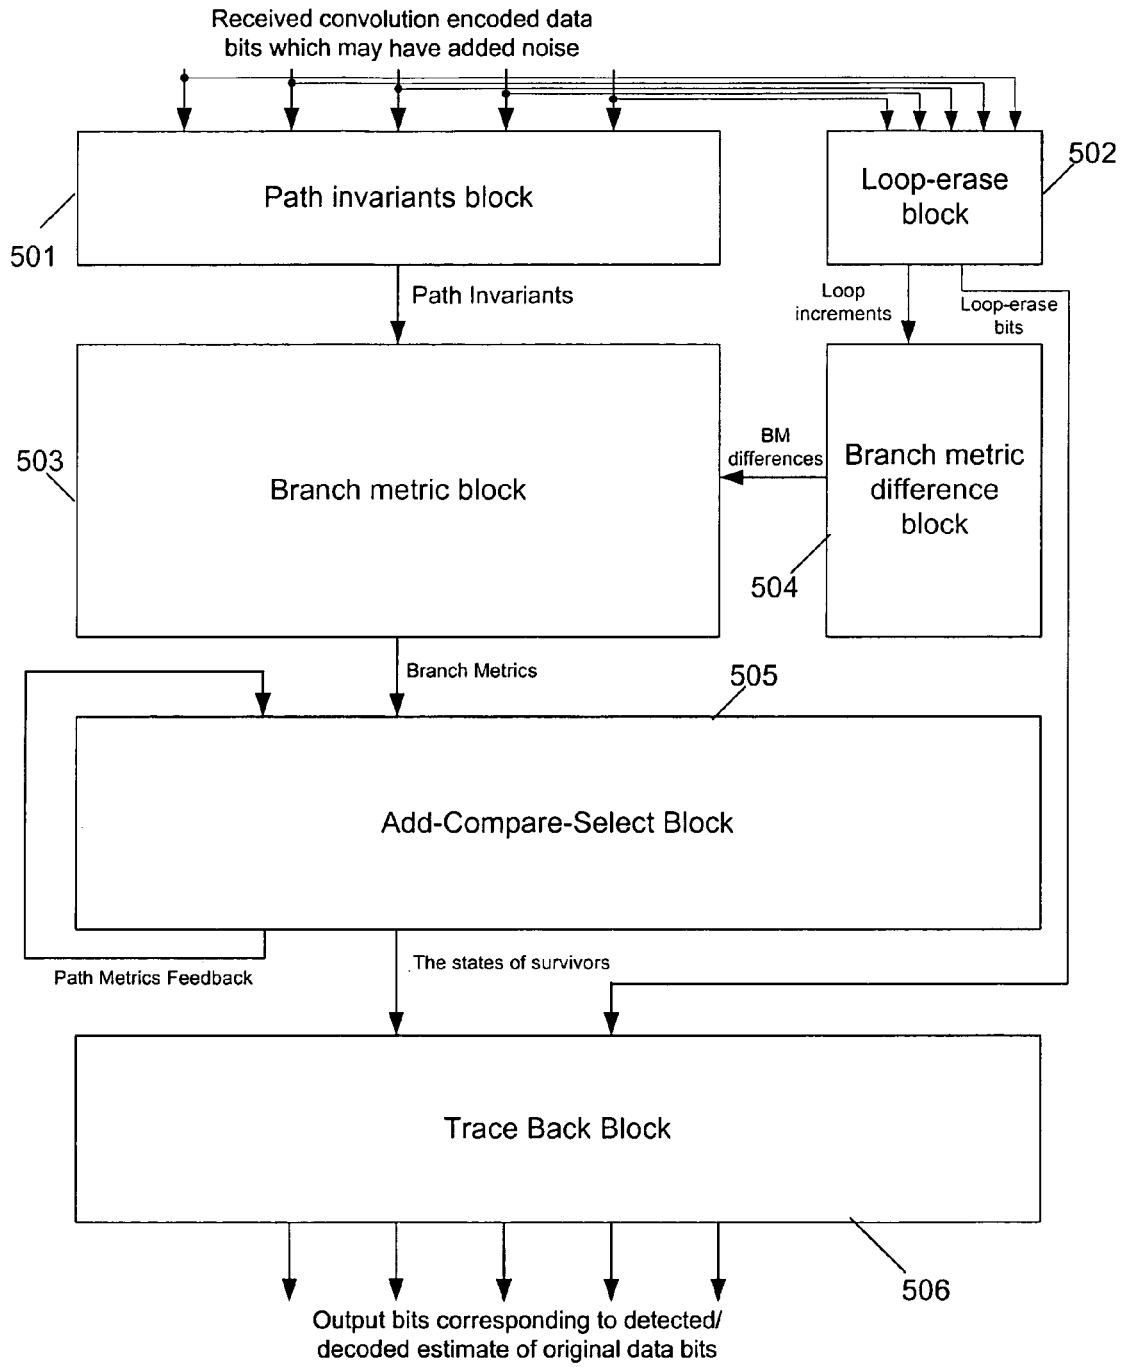 Received convolution encoded data
bits which may have added noise
Path invariants block
Loop-erase
block
502
501
Path Invariants
Loop
increments
Loop-erase
bits
503
Branch metric block
BM
differences
Branch metric
difference
block
504
Branch Metrics
505
Add-Compare-Select Block
Path Metrics Feedback
The states of survivors
Trace Back Block
506
Output bits corresponding to detected/
decoded estimate of original data bits